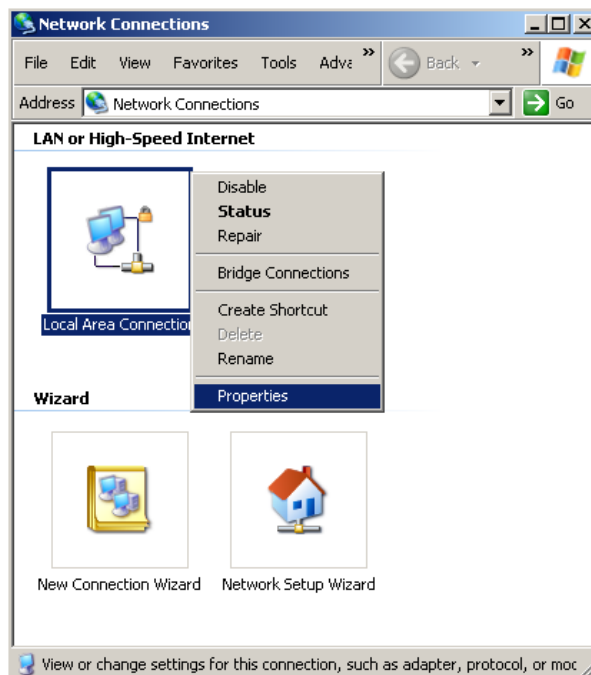 Network Connections
File Edit View Favorites Tools Adva » Back »
Address Network Connections Go
LAN or High-Speed Internet
Disable
Status
Repair
Bridge Connections
Local Area Connection
Create Shortcut
Delete
Rename
Properties
Wizard
New Connection Wizard Network Setup Wizard
View or change settings for this connection, such as adapter, protocol, or moc